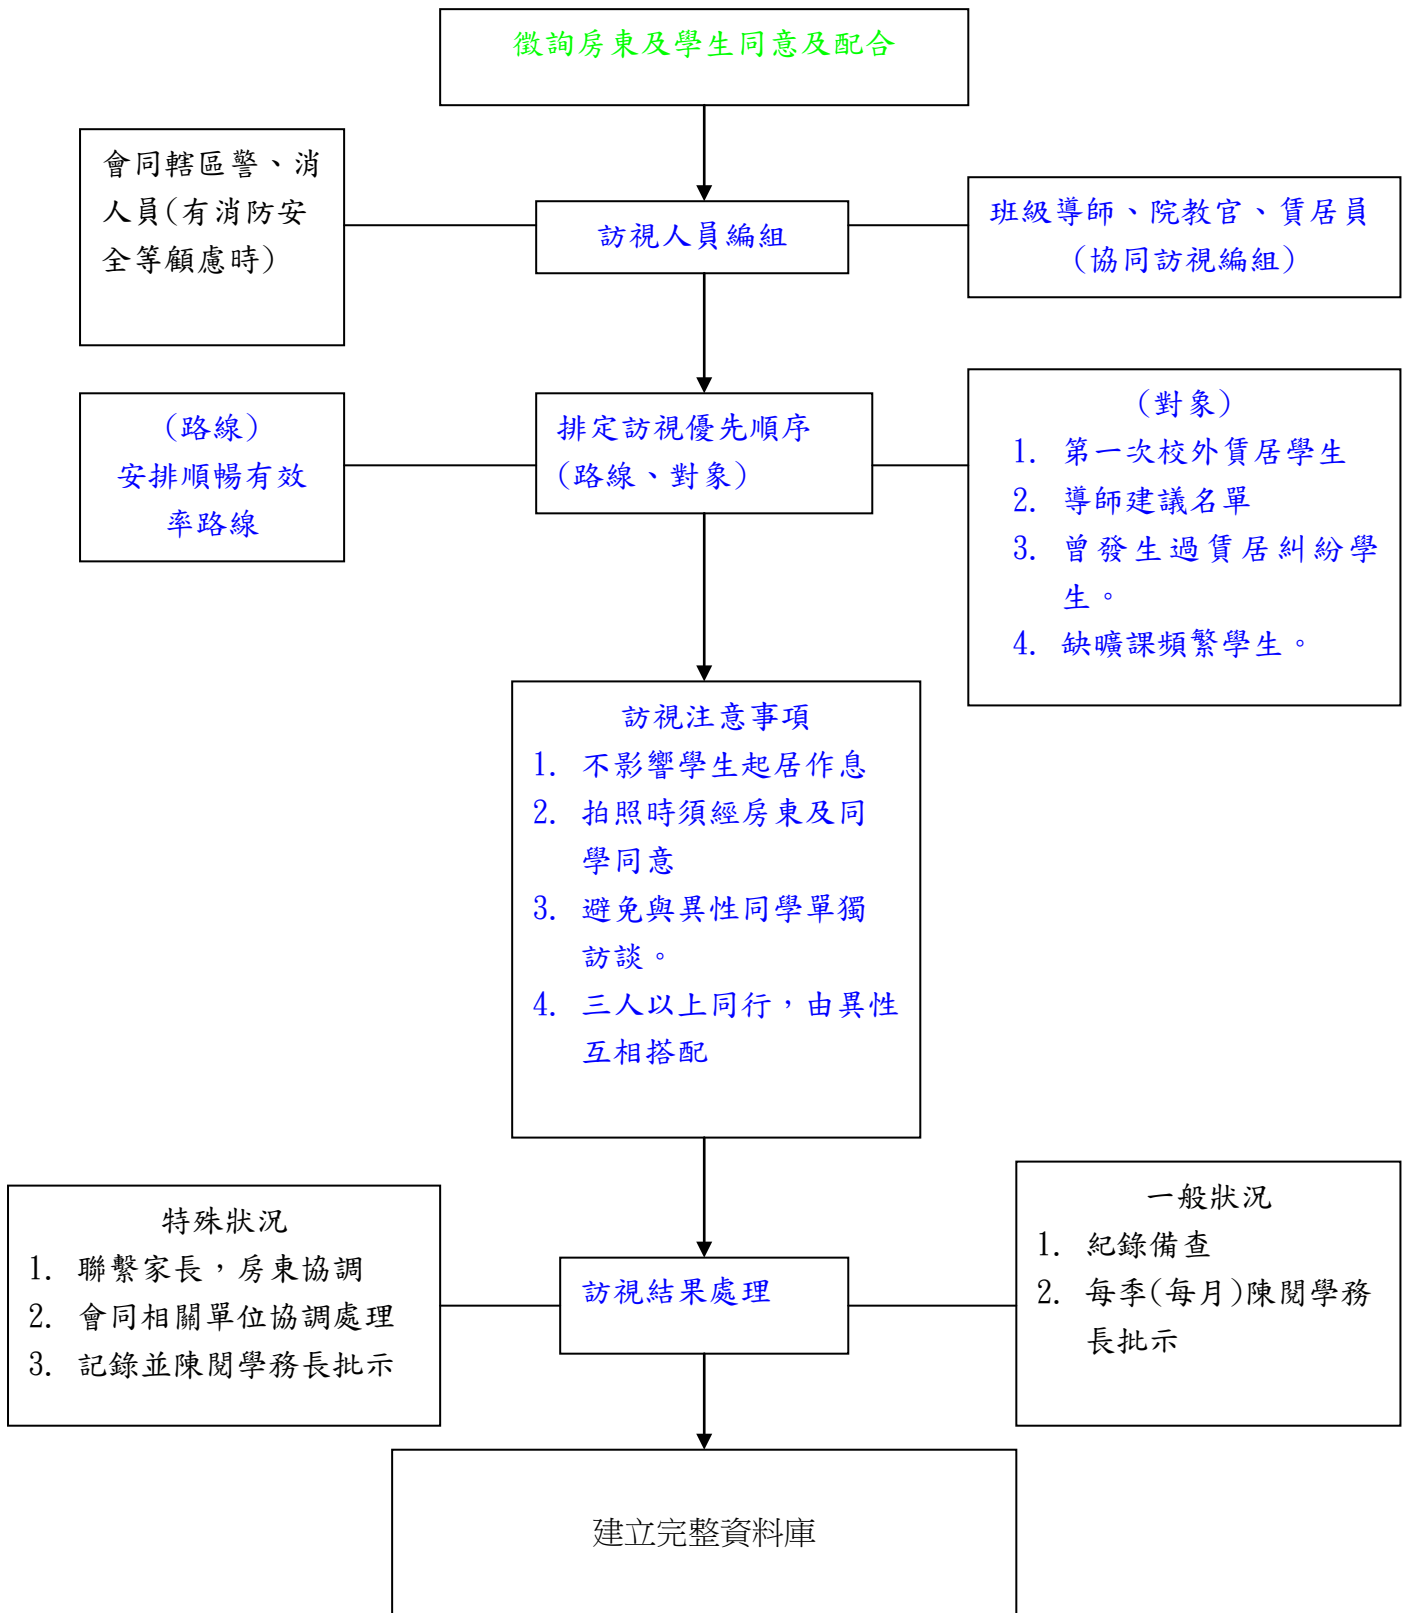 徵詢房東及學生同意及配合
會同轄區警、消
人員(有消防安
全等顧慮時)
訪視人員編組
班級導師、院教官、賃居員
(協同訪視編組)
(路線)
安排順暢有效
率路線
排定訪視優先順序
(路線、對象)
(對象)
1. 第一次校外賃居學生
2. 導師建議名單
3. 曾發生過賃居糾紛學
生。
4. 缺曠課頻繁學生。
訪視注意事項
1. 不影響學生起居作息
2. 拍照時須經房東及同
學同意
3. 避免與異性同學單獨
訪談。
4. 三人以上同行，由異性
互相搭配
特殊狀況
1. 聯繫家長，房東協調
2. 會同相關單位協調處理
3. 記錄並陳閱學務長批示
訪視結果處理
一般狀況
1. 紀錄備查
2. 每季(每月)陳閱學務
長批示
建立完整資料庫